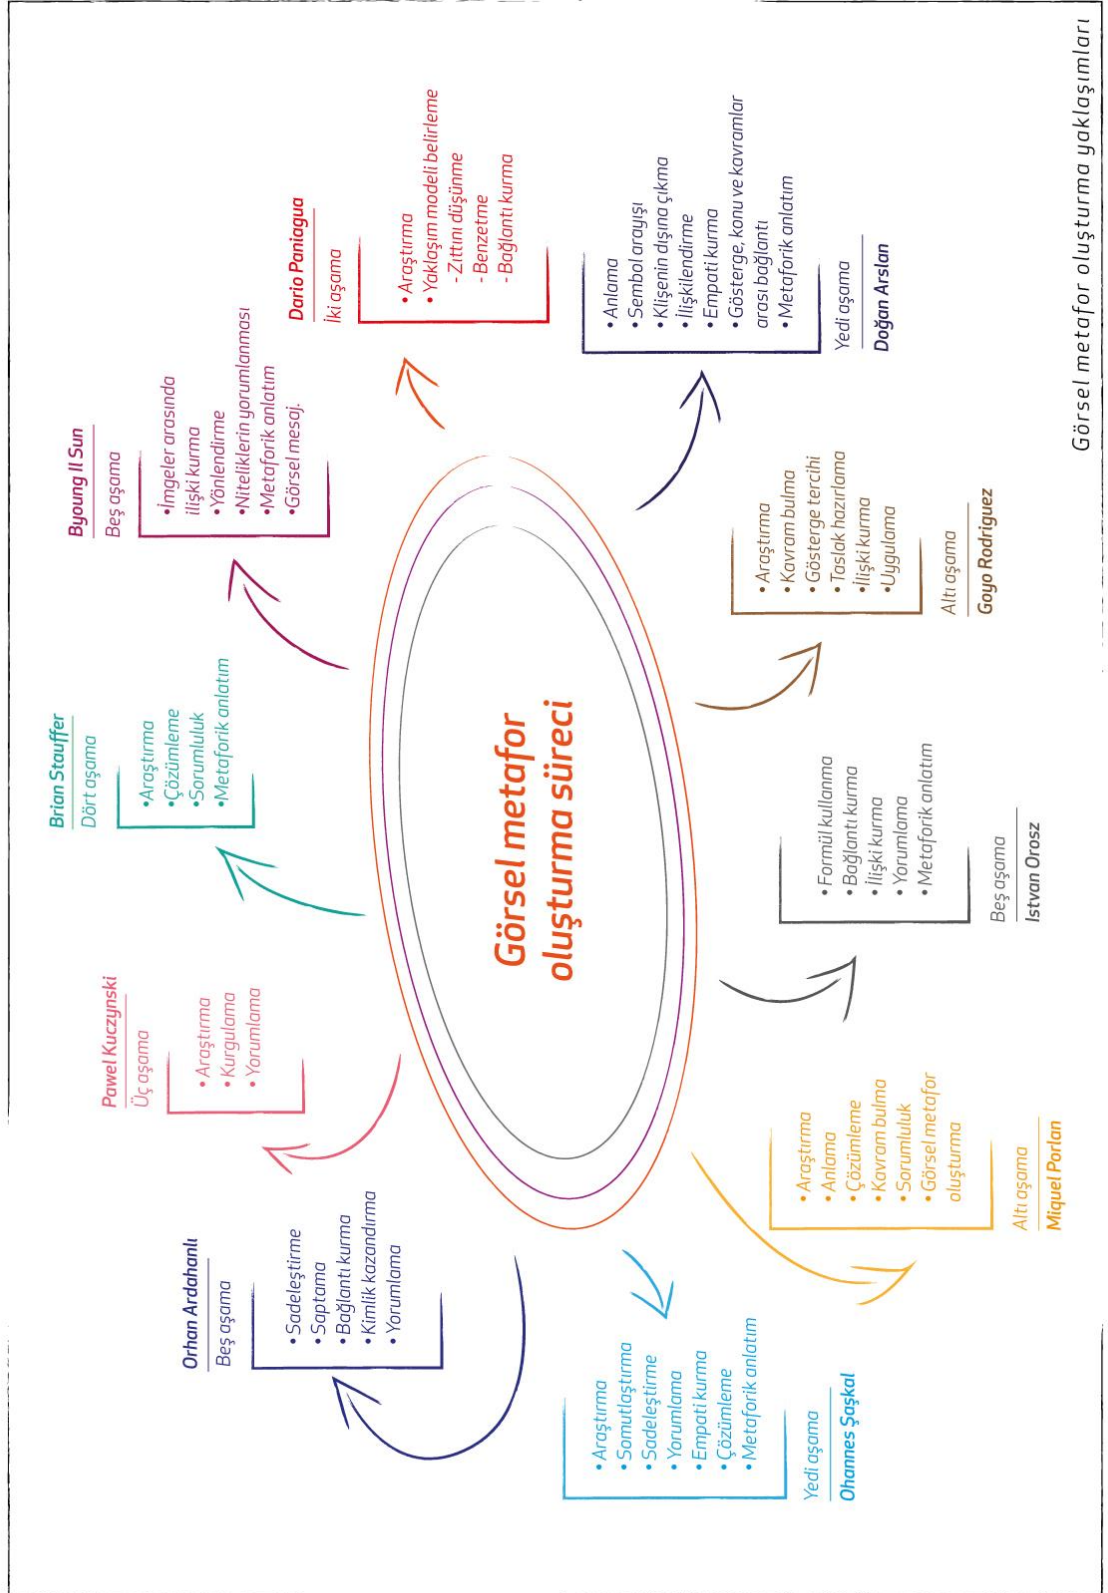 Görsel metafor oluşturma yaklaşımları
Orhan Ardahanlı
Beş aşama
•Sadeleştirme
•Saptama
•Bağlantı kurma
•Kimlik kazandırma
•Yorumlama
Pawel Kuczynski
Üç aşama
•Araştırma
•Kurgulama
•Yorumlama
Brian Stauffer
Dört aşama
•Araştırma
•Çözümleme
•Sorumluluk
•Metaforik anlatım
Byoung Il Sun
Beş aşama
•İmgeler arasında
ilişki kurma
•Yönlendirme
•Niteliklerin yorumlanması
•Metaforik anlatım
•Görsel mesaj.
Dario Paniagua
İki aşama
•Araştırma
•Yaklaşım modeli belirleme
- Zıttını düşünme
- Benzetme
- Bağlantı kurma
Görsel metafor
oluşturma süreci
•Araştırma
•Somutlaştırma
•Sadeleştirme
•Yorumlama
•Empati kurma
•Çözümleme
•Metaforik anlatım
Yedi aşama
Ohannes Şaşkal
•Araştırma
•Anlama
•Çözümleme
•Kavram bulma
•Sorumluluk
•Görsel metafor
oluşturma
Altı aşama
Miquel Porlan
•Formül kullanma
•Bağlantı kurma
•İlişki kurma
•Yorumlama
•Metaforik anlatım
Beş aşama
Istvan Orosz
•Araştırma
•Kavram bulma
•Gösterge tercihi
•Taslak hazırlama
•İlişki kurma
•Uygulama
Altı aşama
Goyo Rodriguez
•Anlama
•Sembol arayışı
•Klişenin dışına çıkma
•İlişkilendirme
•Empati kurma
•Gösterge, konu ve kavramlar
arası bağlantı
•Metaforik anlatım
Yedi aşama
Doğan Arslan